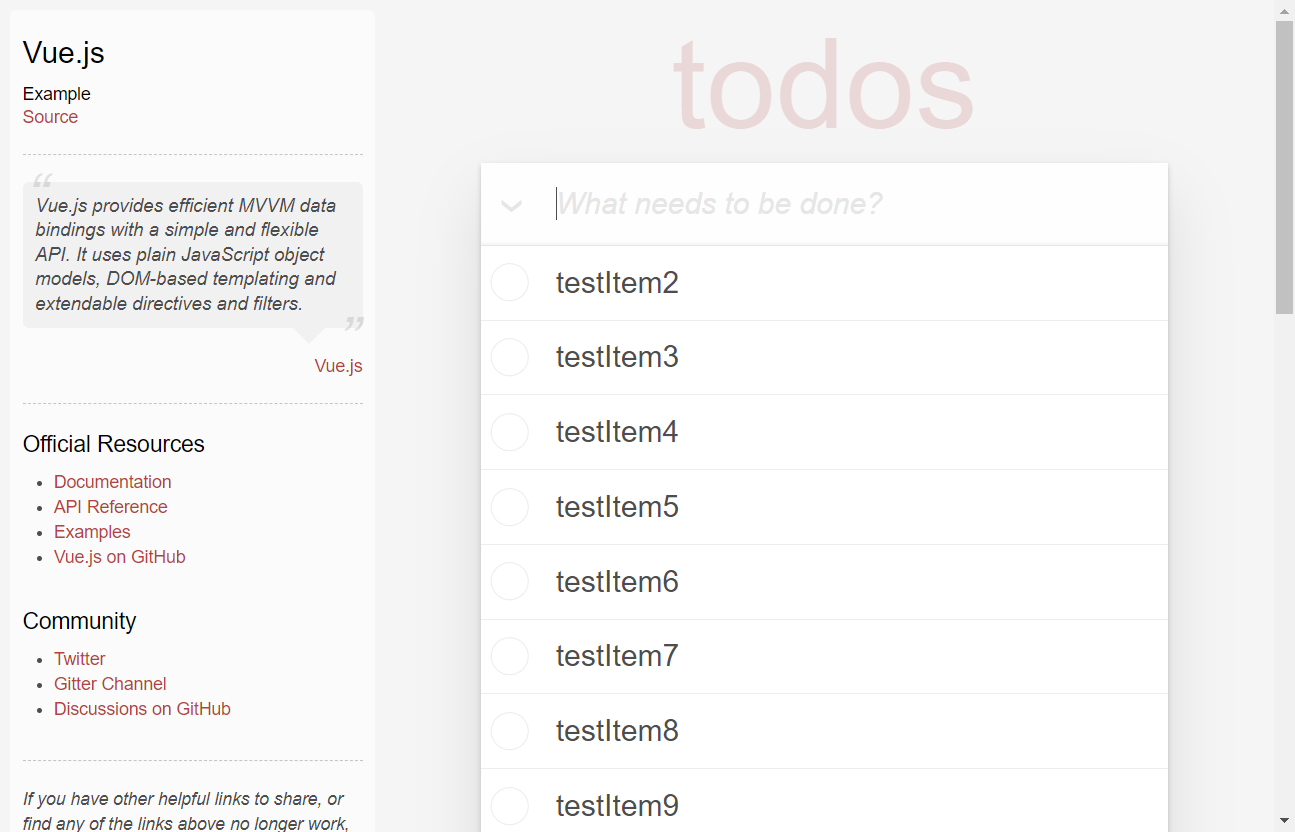 Vue.js
Example
Source
“
Vue.js provides efficient MVVM data
bindings with a simple and flexible
API. It uses plain JavaScript object
models, DOM-based templating and
extendable directives and filters.
”
Vue.js
Official Resources
Documentation
API Reference
Examples
Vue.js on GitHub
Community
Twitter
Gitter Channel
Discussions on GitHub
If you have other helpful links to share, or
find any of the links above no longer work,
todos
What needs to be done?
testItem2
testItem3
testItem4
testItem5
testItem6
testItem7
testItem8
testItem9